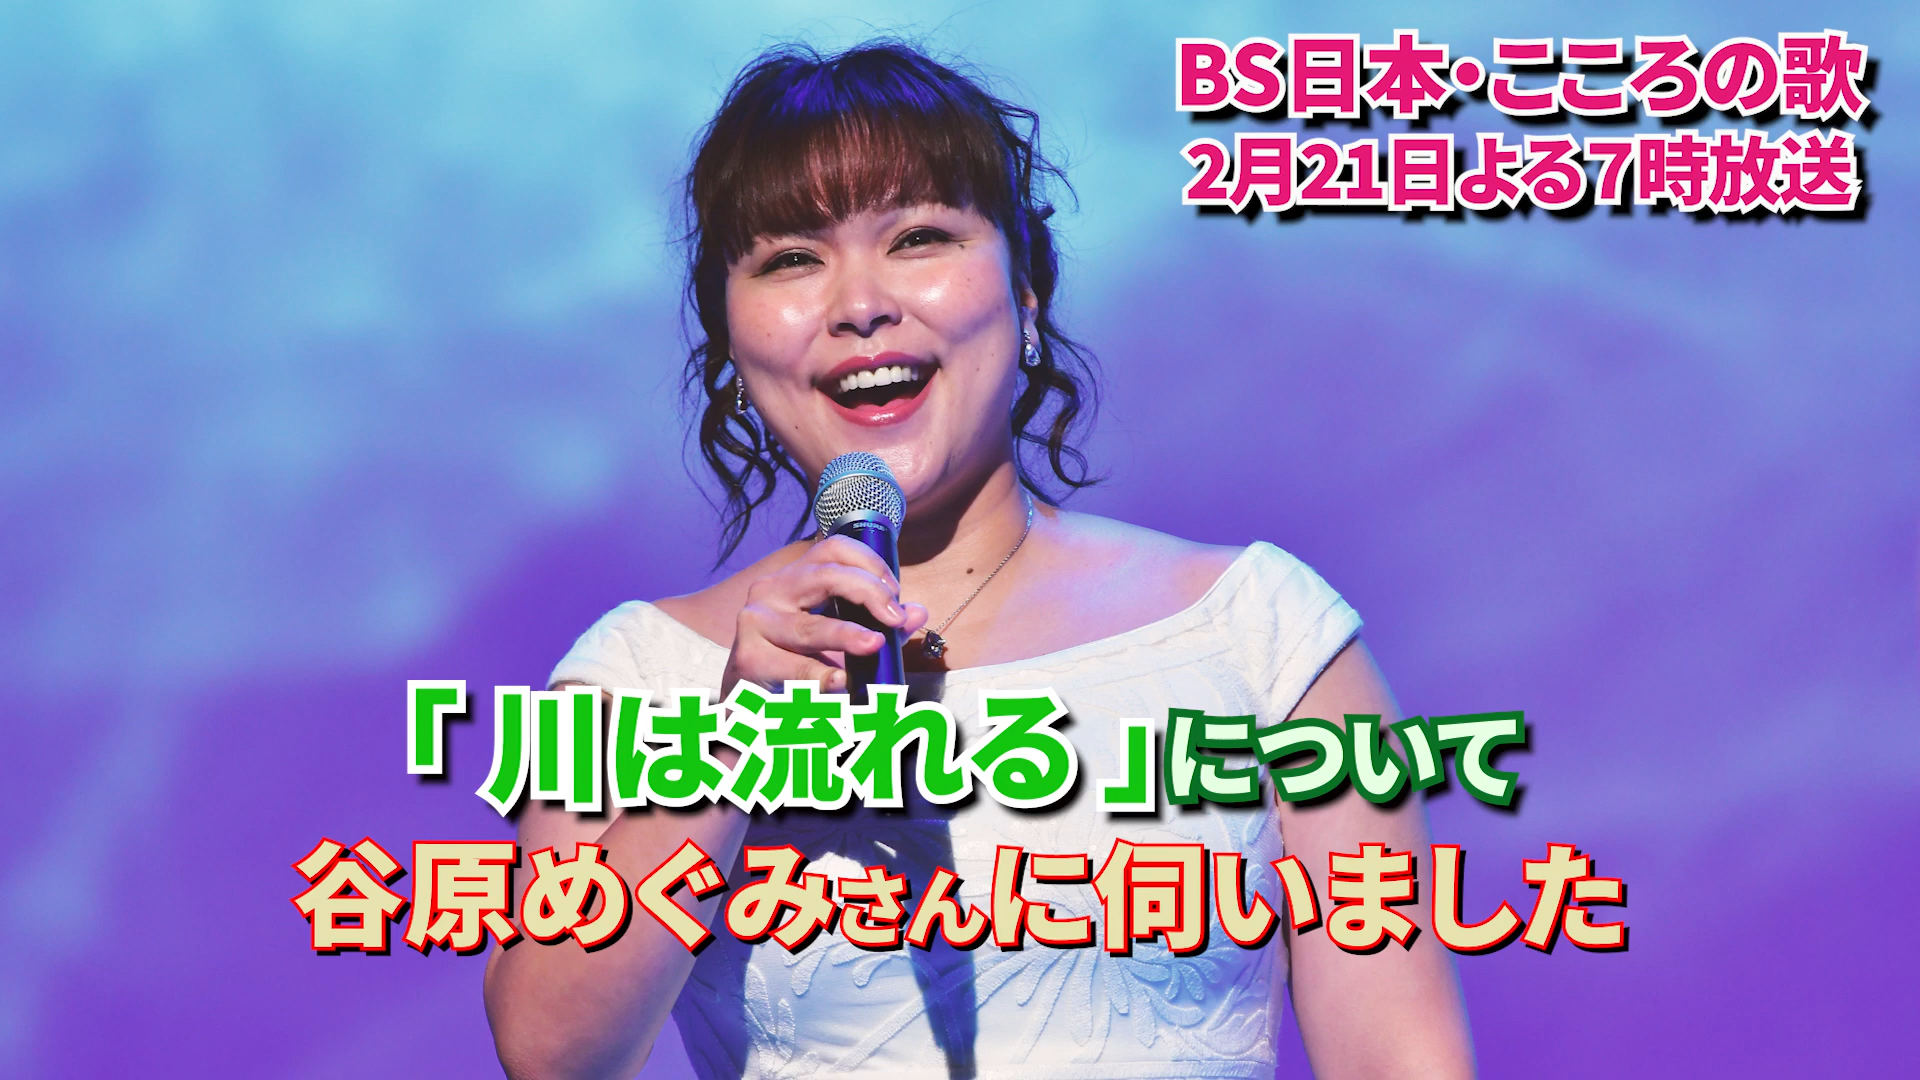 BS日本・こころの歌
2月21日よる7時放送
SHURE
「川は流れる」について
谷原めぐみさんに伺いました